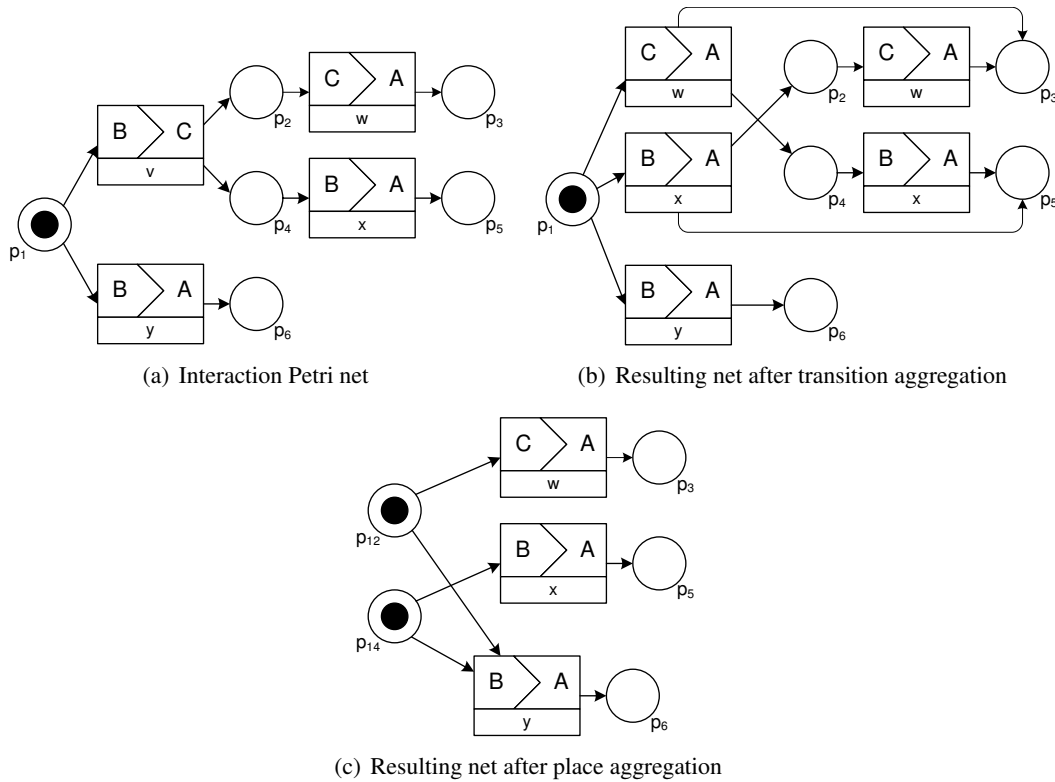 C A
w
p2
p3
B C
v
B A
x
p4
p5
p1
B A
y
p6
(a) Interaction Petri net
C A
w
p2
C A
w
p3
B A
x
p4
B A
x
p5
p1
B A
y
p6
(b) Resulting net after transition aggregation
C A
w
p3
p12
B A
x
p5
p14
B A
y
p6
(c) Resulting net after place aggregation